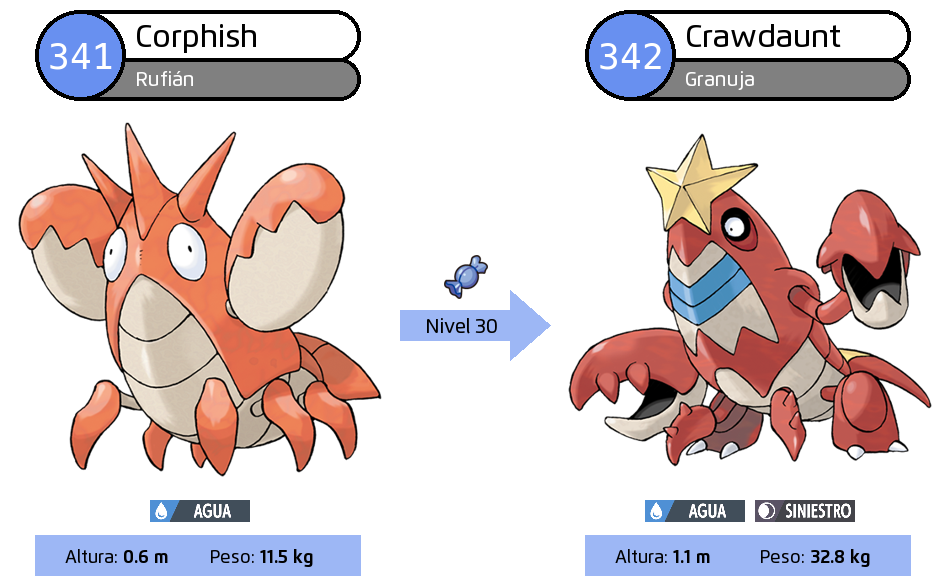 341
Corphish
Rufián
342
Crawdaunt
Granuja
Nivel 30
AGUA
AGUA
SINIESTRO
Altura: 0.6 m
Peso: 11.5 kg
Altura: 1.1 m
Peso: 32.8 kg